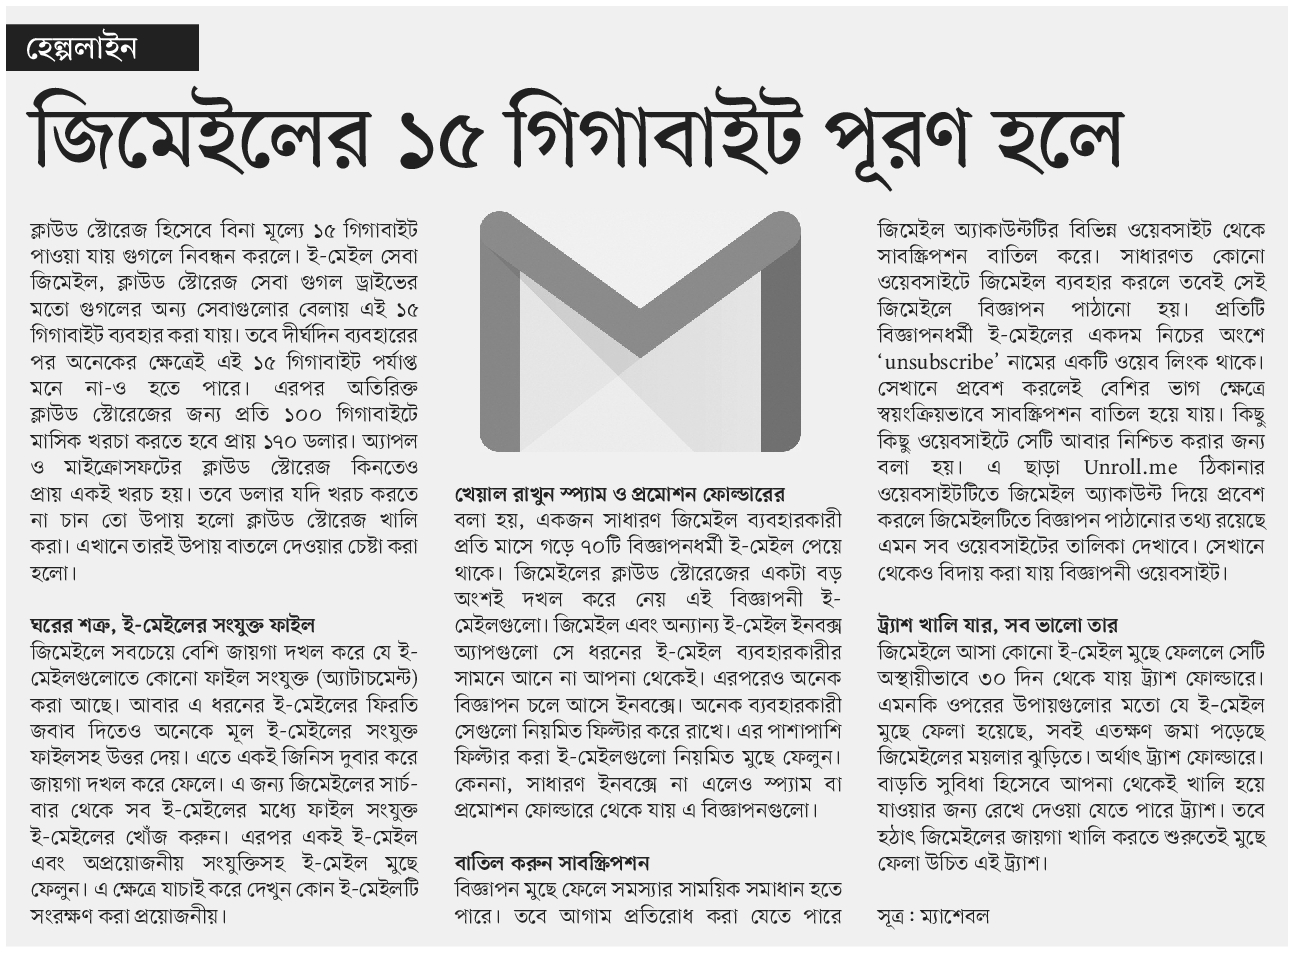 হেল্পলাইন
জিমেইলের ১৫ গিগাবাইট পূরণ হলে
ক্লাউড স্টোরেজ হিসেবে বিনা মূল্যে ১৫ গিগাবাইট
পাওয়া যায় গুগলে নিবন্ধন করলে। ই-মেইল সেবা
জিমেইল, ক্লাউড স্টোরেজ সেবা গুগল ড্রাইভের
মতো গুগলের অন্য সেবাগুলোর বেলায় এই ১৫
গিগাবাইট ব্যবহার করা যায়। তবে দীর্ঘদিন ব্যবহারের
পর অনেকের ক্ষেত্রেই এই ১৫ গিগাবাইট পর্যাপ্ত
মনে না-ও হতে পারে। এরপর অতিরিক্ত
ক্লাউড স্টোরেজের জন্য প্রতি ১০০ গিগাবাইটে
মাসিক খরচা করতে হবে প্রায় ১৭০ ডলার। অ্যাপল
ও মাইক্রোসফটের ক্লাউড স্টোরেজ কিনতেও
প্রায় একই খরচ হয়। তবে ডলার যদি খরচ করতে
না চান তো উপায় হলো ক্লাউড স্টোরেজ খালি
করা। এখানে তারই উপায় বাতলে দেওয়ার চেষ্টা করা
হলো।
ঘরের শত্রু, ই-মেইলের সংযুক্ত ফাইল
জিমেইলে সবচেয়ে বেশি জায়গা দখল করে যে ই-
মেইলগুলোতে কোনো ফাইল সংযুক্ত (অ্যাটাচমেন্ট)
করা আছে। আবার এ ধরনের ই-মেইলের ফিরতি
জবাব দিতেও অনেকে মূল ই-মেইলের সংযুক্ত
ফাইলসহ উত্তর দেয়। এতে একই জিনিস দুবার করে
জায়গা দখল করে ফেলে। এ জন্য জিমেইলের সার্চ-
বার থেকে সব ই-মেইলের মধ্যে ফাইল সংযুক্ত
ই-মেইলের খোঁজ করুন। এরপর একই ই-মেইল
এবং অপ্রয়োজনীয় সংযুক্তিসহ ই-মেইল মুছে
ফেলুন। এ ক্ষেত্রে যাচাই করে দেখুন কোন ই-মেইলটি
সংরক্ষণ করা প্রয়োজনীয়।
খেয়াল রাখুন স্প্যাম ও প্রমোশন ফোল্ডারের
বলা হয়, একজন সাধারণ জিমেইল ব্যবহারকারী
প্রতি মাসে গড়ে ৭০টি বিজ্ঞাপনধর্মী ই-মেইল পেয়ে
থাকে। জিমেইলের ক্লাউড স্টোরেজের একটা বড়
অংশই দখল করে নেয় এই বিজ্ঞাপনী ই-
মেইলগুলো। জিমেইল এবং অন্যান্য ই-মেইল ইনবক্স
অ্যাপগুলো সে ধরনের ই-মেইল ব্যবহারকারীর
সামনে আনে না আপনা থেকেই। এরপরেও অনেক
বিজ্ঞাপন চলে আসে ইনবক্সে। অনেক ব্যবহারকারী
সেগুলো নিয়মিত ফিল্টার করে রাখে। এর পাশাপাশি
ফিল্টার করা ই-মেইলগুলো নিয়মিত মুছে ফেলুন।
কেননা, সাধারণ ইনবক্সে না এলেও স্প্যাম বা
প্রমোশন ফোল্ডারে থেকে যায় এ বিজ্ঞাপনগুলো।
বাতিল করুন সাবস্ক্রিপশন
বিজ্ঞাপন মুছে ফেলে সমস্যার সাময়িক সমাধান হতে
পারে। তবে আগাম প্রতিরোধ করা যেতে পারে
জিমেইল অ্যাকাউন্টটির বিভিন্ন ওয়েবসাইট থেকে
সাবস্ক্রিপশন বাতিল করে। সাধারণত কোনো
ওয়েবসাইটে জিমেইল ব্যবহার করলে তবেই সেই
জিমেইলে বিজ্ঞাপন পাঠানো হয়। প্রতিটি
বিজ্ঞাপনধর্মী ই-মেইলের একদম নিচের অংশে
‘unsubscribe’ নামের একটি ওয়েব লিংক থাকে।
সেখানে প্রবেশ করলেই বেশির ভাগ ক্ষেত্রে
স্বয়ংক্রিয়ভাবে সাবস্ক্রিপশন বাতিল হয়ে যায়। কিছু
কিছু ওয়েবসাইটে সেটি আবার নিশ্চিত করার জন্য
বলা হয়। এ ছাড়া Unroll.me ঠিকানার
ওয়েবসাইটটিতে জিমেইল অ্যাকাউন্ট দিয়ে প্রবেশ
করলে জিমেইলটিতে বিজ্ঞাপন পাঠানোর তথ্য রয়েছে
এমন সব ওয়েবসাইটের তালিকা দেখাবে। সেখানে
থেকেও বিদায় করা যায় বিজ্ঞাপনী ওয়েবসাইট।
ট্র্যাশ খালি যার, সব ভালো তার
জিমেইলে আসা কোনো ই-মেইল মুছে ফেললে সেটি
অস্থায়ীভাবে ৩০ দিন থেকে যায় ট্র্যাশ ফোল্ডারে।
এমনকি ওপরের উপায়গুলোর মতো যে ই–মেইল
মুছে ফেলা হয়েছে, সবই এতক্ষণ জমা পড়েছে
জিমেইলের ময়লার ঝুড়িতে। অর্থাৎ ট্র্যাশ ফোল্ডারে।
বাড়তি সুবিধা হিসেবে আপনা থেকেই খালি হয়ে
যাওয়ার জন্য রেখে দেওয়া যেতে পারে ট্র্যাশ। তবে
হঠাৎ জিমেইলের জায়গা খালি করতে শুরুতেই মুছে
ফেলা উচিত এই ট্র্যাশ।
সূত্র : ম্যাশেবল